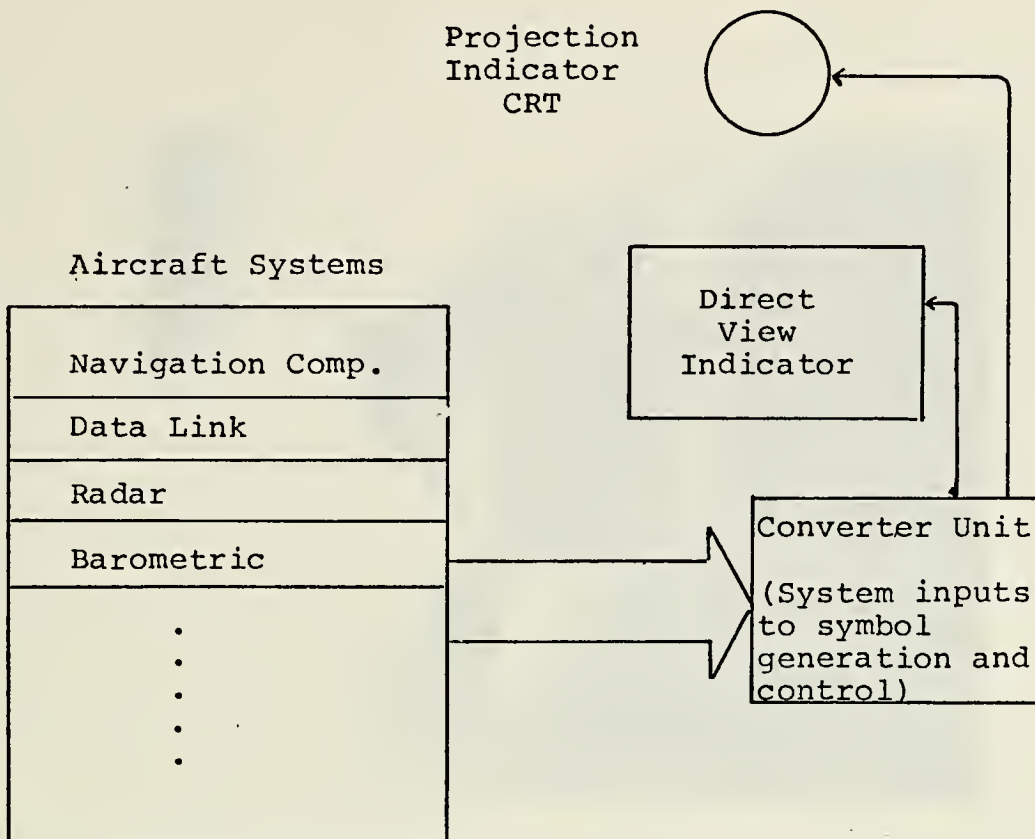 Projection
Indicator
CRT
Aircraft Systems
Navigation Comp.
Data Link
Radar
Barometric
Direct
View
Indicator
Converter Unit
(System inputs
to symbol
generation and
control)